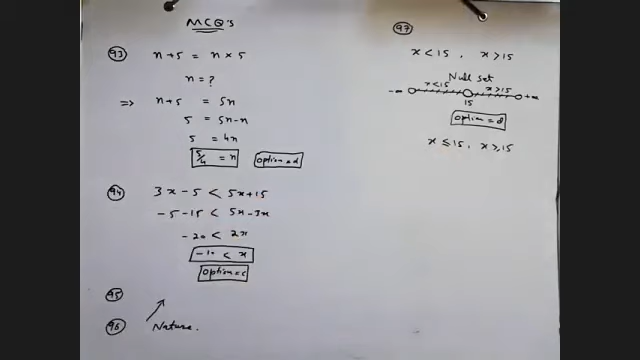 MCQ's
93
n + 5 = n × 5
n = ?
⇒ n + 5 = 5n
5 = 5n - n
5 = 4n
5/4 = n
option = d
94
3x - 5 < 5x + 15
-5 - 15 < 5x - 3x
-20 < 2x
-10 < x
option = c
95
96 Nature.
97
x < 15 , x > 15
Null set
x < 15 x > 15
-∞ +∞
15
option = d
x ≤ 15 , x ≥ 15